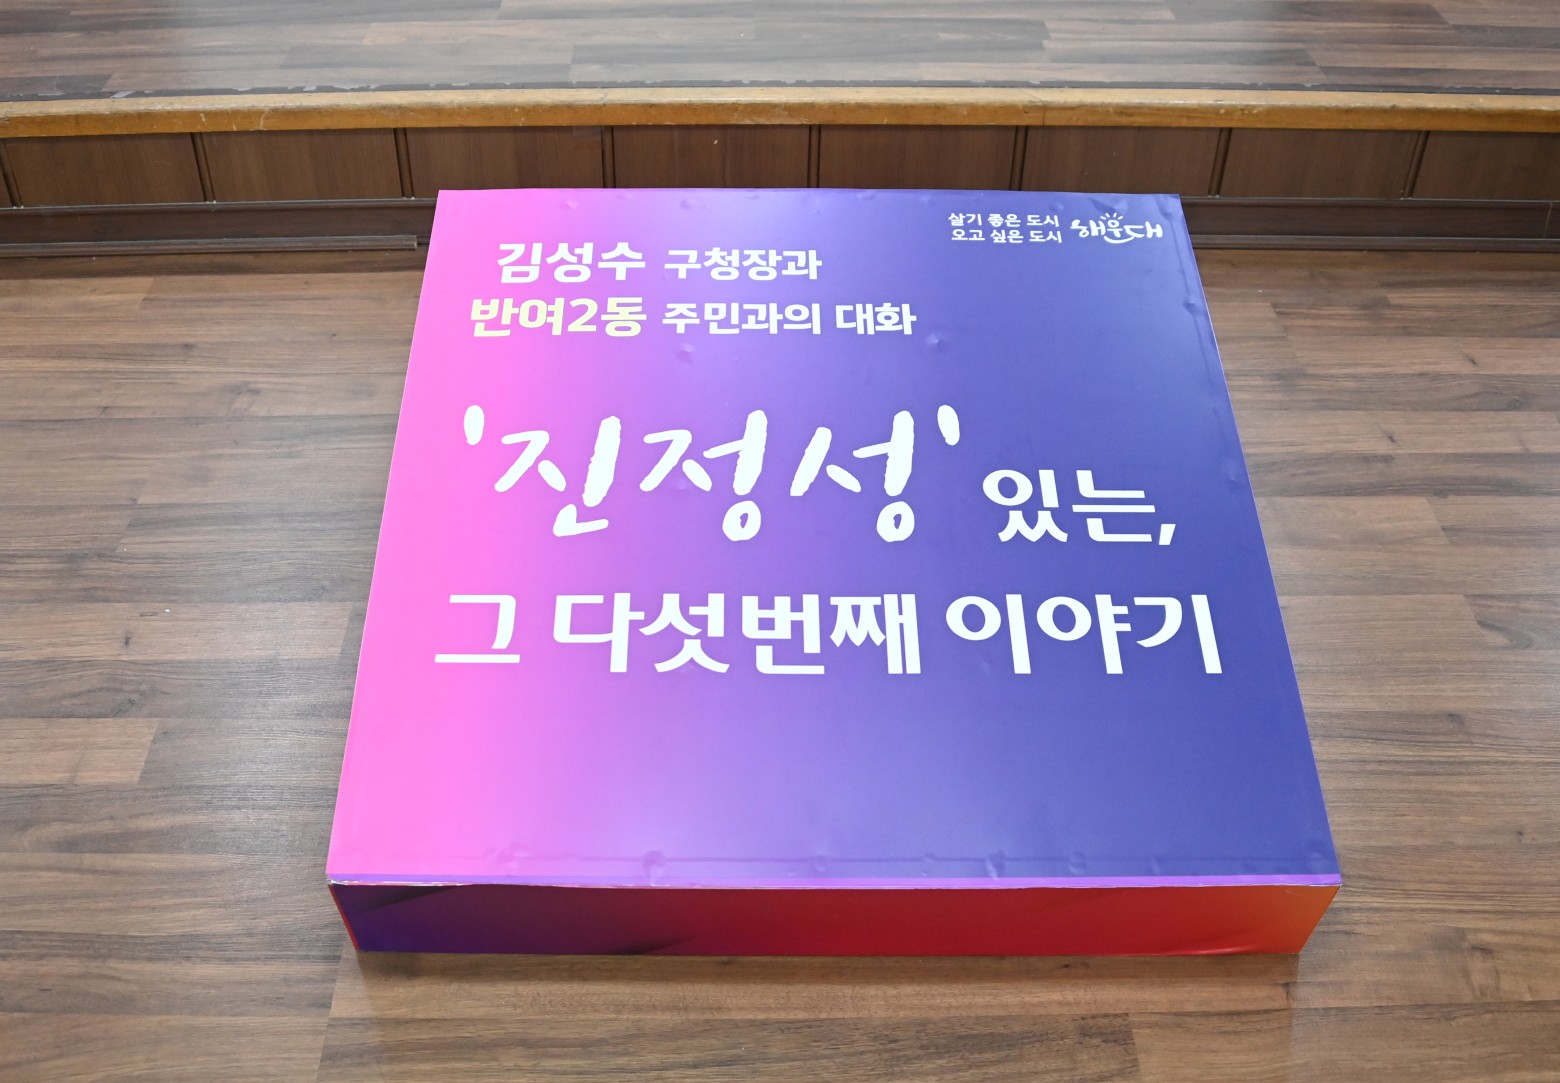 살기 좋은 도시
오고 싶은 도시
해운대
김성수 구청장과
반여2동 주민과의 대화
'진정성' 있는,
그 다섯번째 이야기